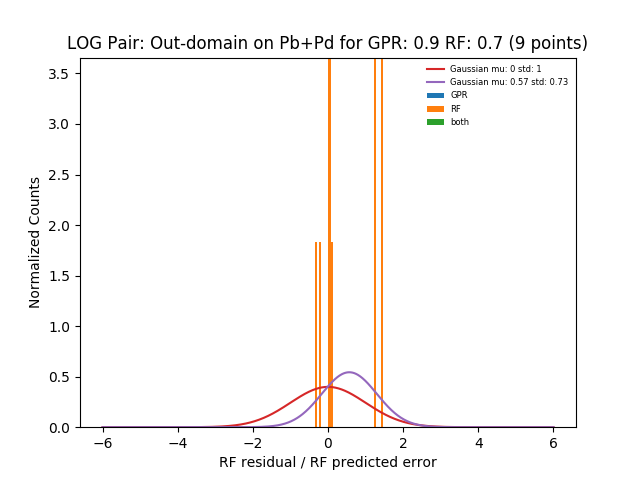 LOG Pair: Out-domain on Pb+Pd for GPR: 0.9 RF: 0.7 (9 points)
Gaussian mu: 0 std: 1
Gaussian mu: 0.57 std: 0.73
GPR
RF
both
Normalized Counts
3.5
3.0
2.5
2.0
1.5
1.0
0.5
0.0
−6
−4
−2
0
2
4
6
RF residual / RF predicted error